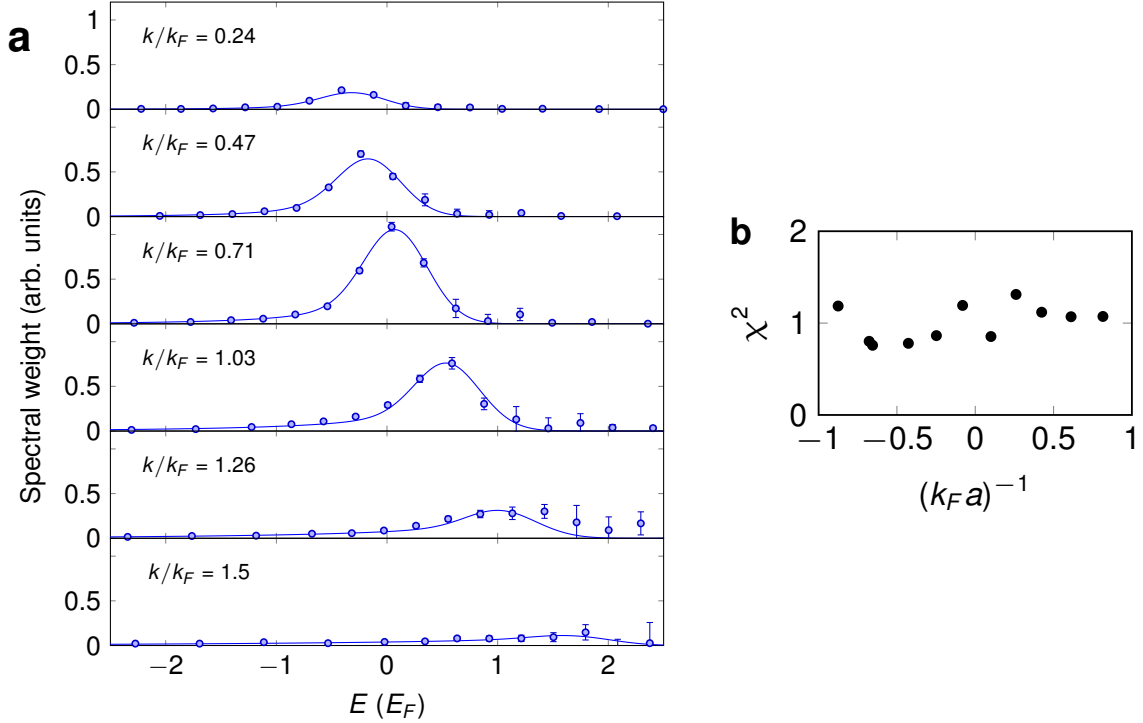 a
Spectral weight (arb. units)
1
0.5
0
k/k_F = 0.24
0.5
0
k/k_F = 0.47
0.5
0
k/k_F = 0.71
0.5
0
k/k_F = 1.03
0.5
0
k/k_F = 1.26
0.5
0
k/k_F = 1.5
−2 −1 0 1 2
E (E_F)
b
χ²
2
1
0
−1 −0.5 0 0.5 1
(k_F a)⁻¹